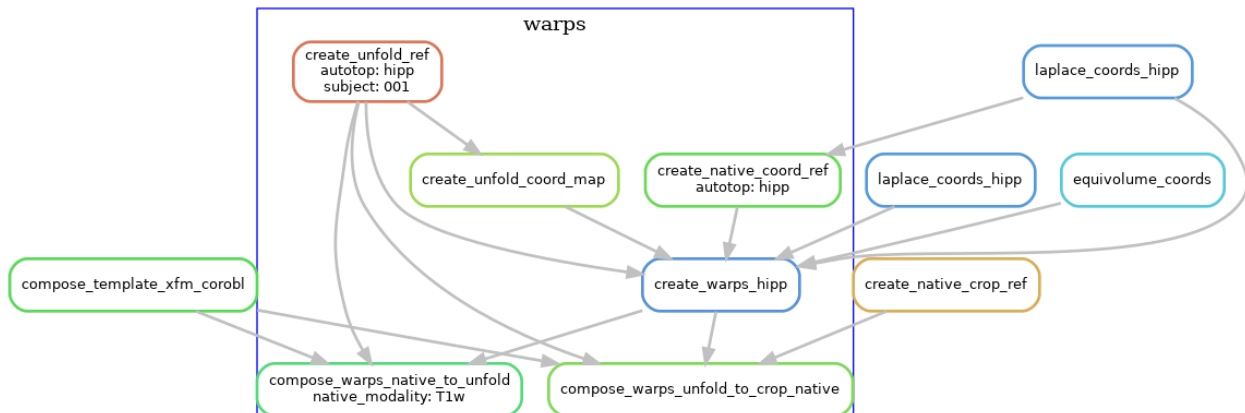 warps
create_unfold_ref
autotop: hipp
subject: 001
laplace_coords_hipp
create_unfold_coord_map
create_native_coord_ref
autotop: hipp
laplace_coords_hipp
equivolume_coords
compose_template_xfm_corobl
create_warps_hipp
create_native_crop_ref
compose_warps_native_to_unfold
native_modality: T1w
compose_warps_unfold_to_crop_native